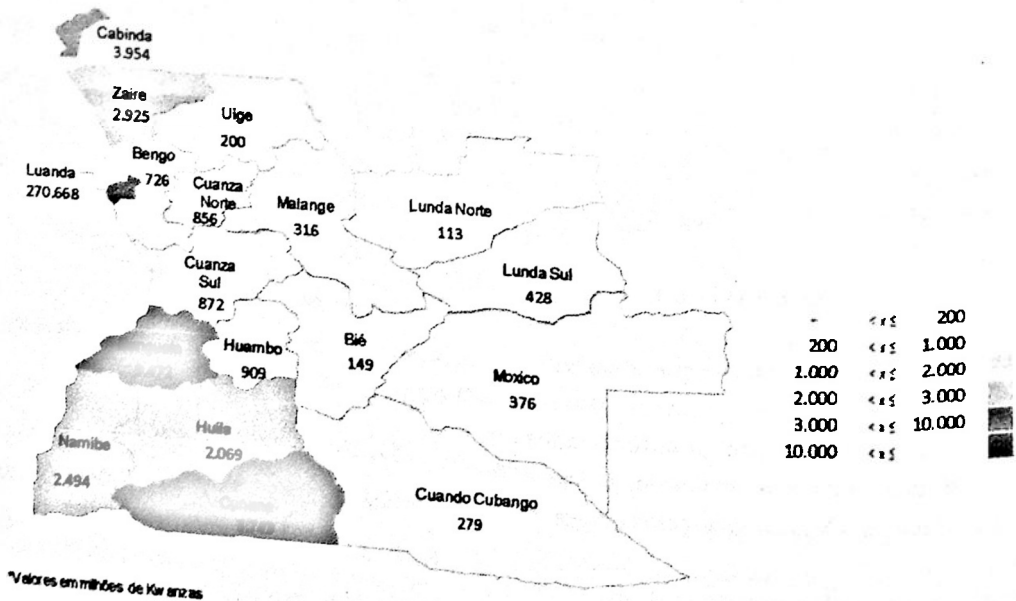 Cabinda
3.954
Zaire
2.925
Uige
200
Bengo
726
Luanda
270.668
Cuanza
Norte
856
Malange
316
Lunda Norte
113
Cuanza
Sul
872
Lunda Sul
428
Huambo
909
Bié
149
Moxico
376
Huila
2.069
Namibe
2.494
Cuando Cubango
279
- < x ≤ 200
200 < x ≤ 1.000
1.000 < x ≤ 2.000
2.000 < x ≤ 3.000
3.000 < x ≤ 10.000
10.000 < x ≤
*Valores em milhões de Kwanzas